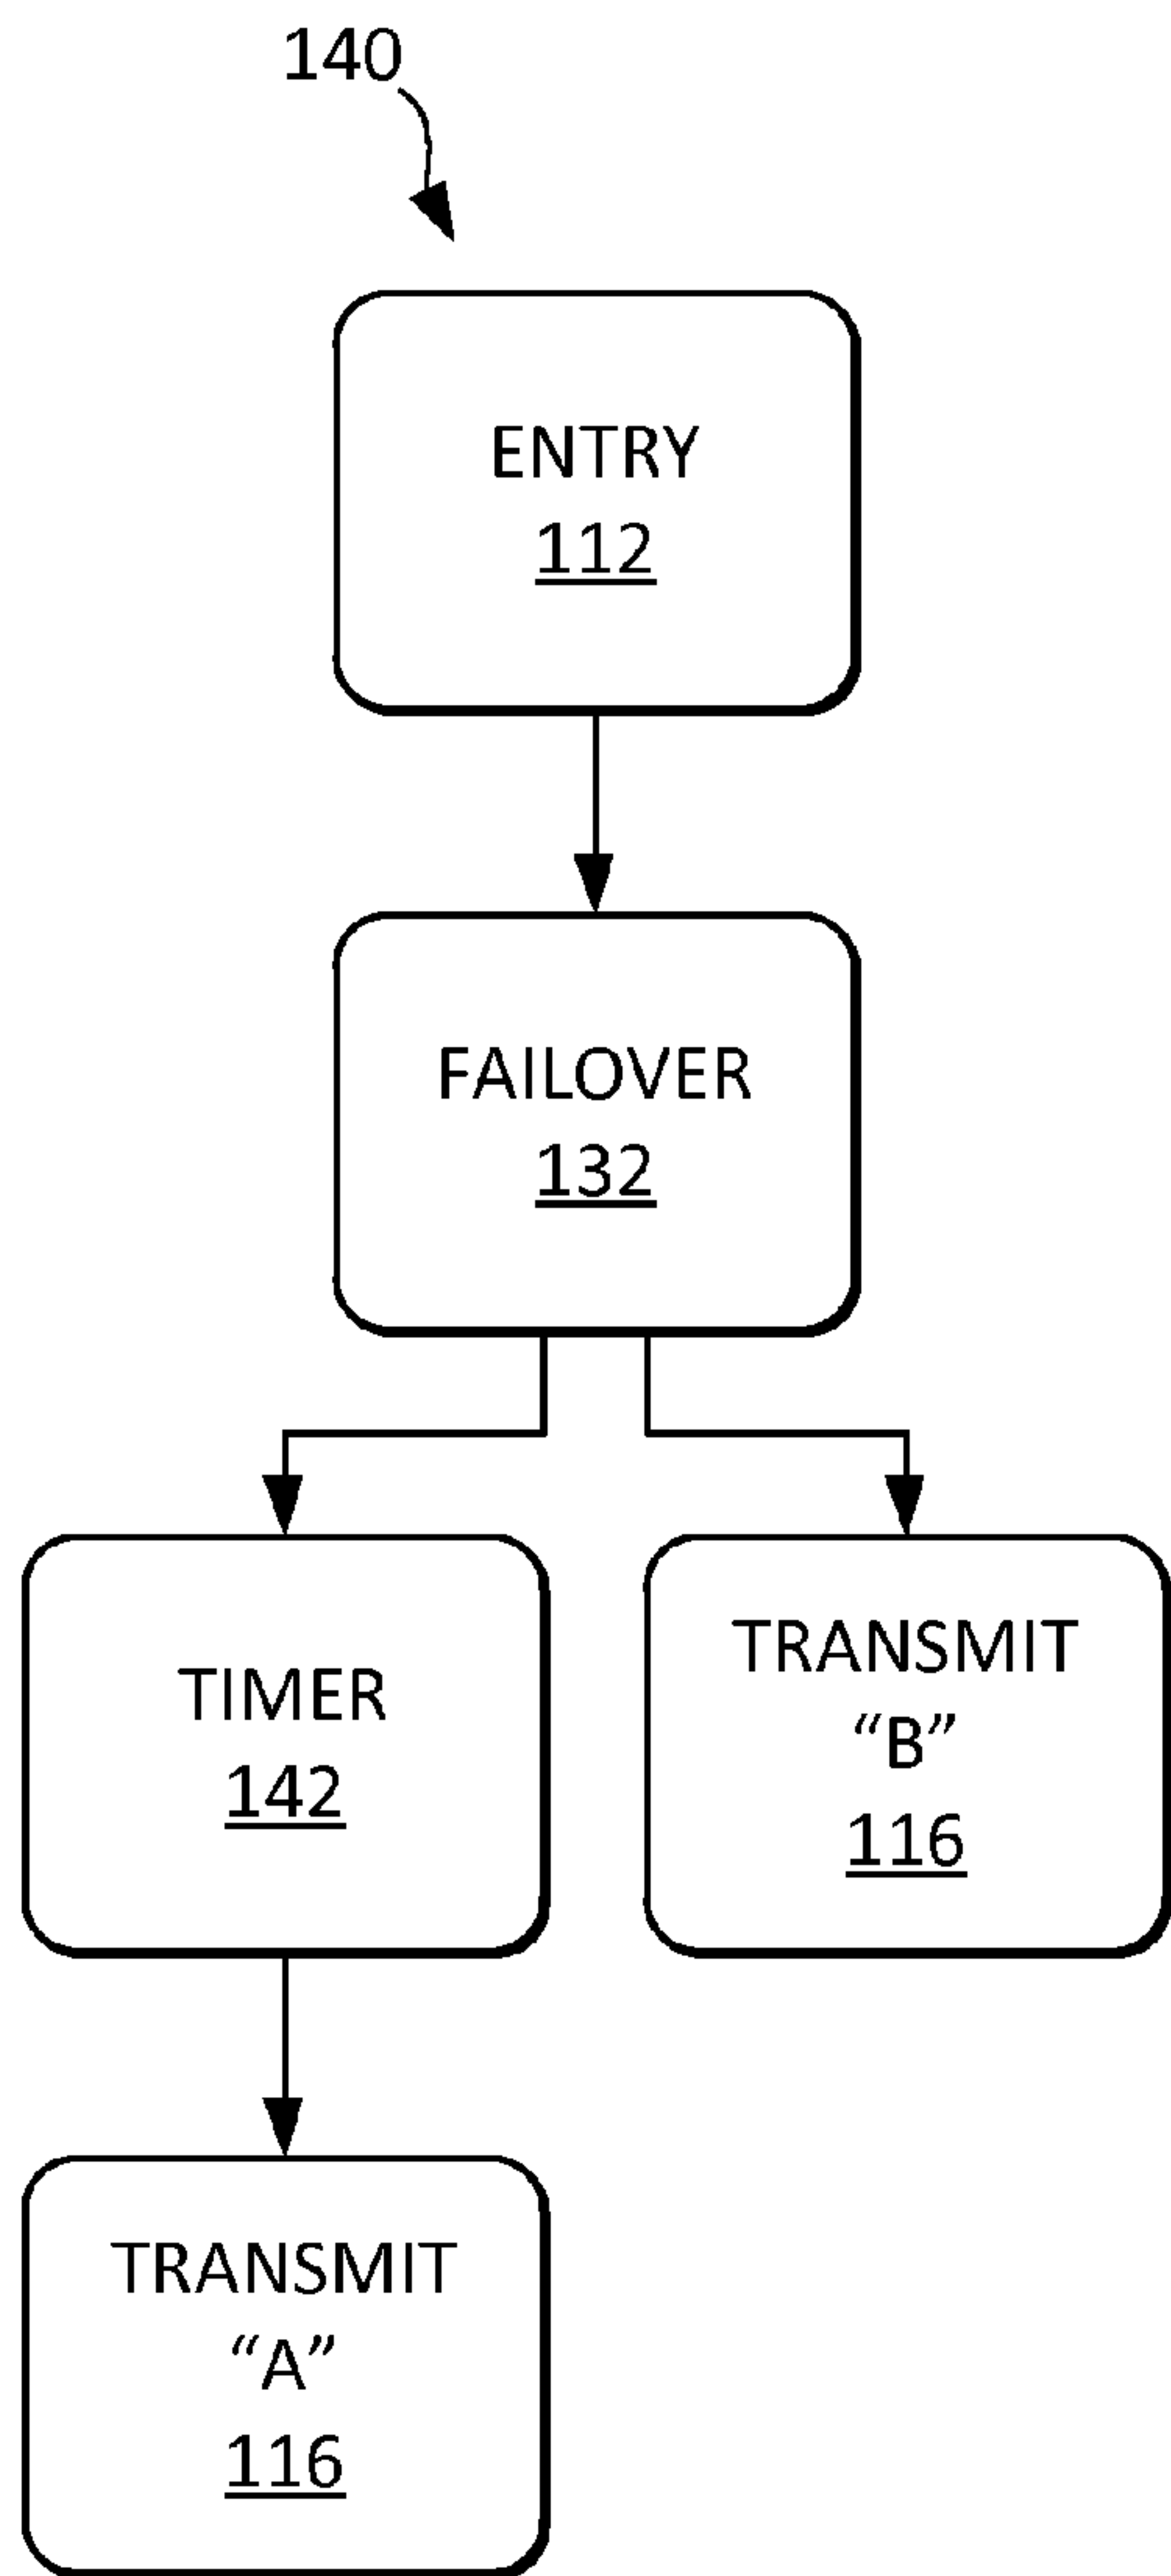 140
ENTRY
112
FAILOVER
132
TIMER
142
TRANSMIT
“B”
116
TRANSMIT
“A”
116